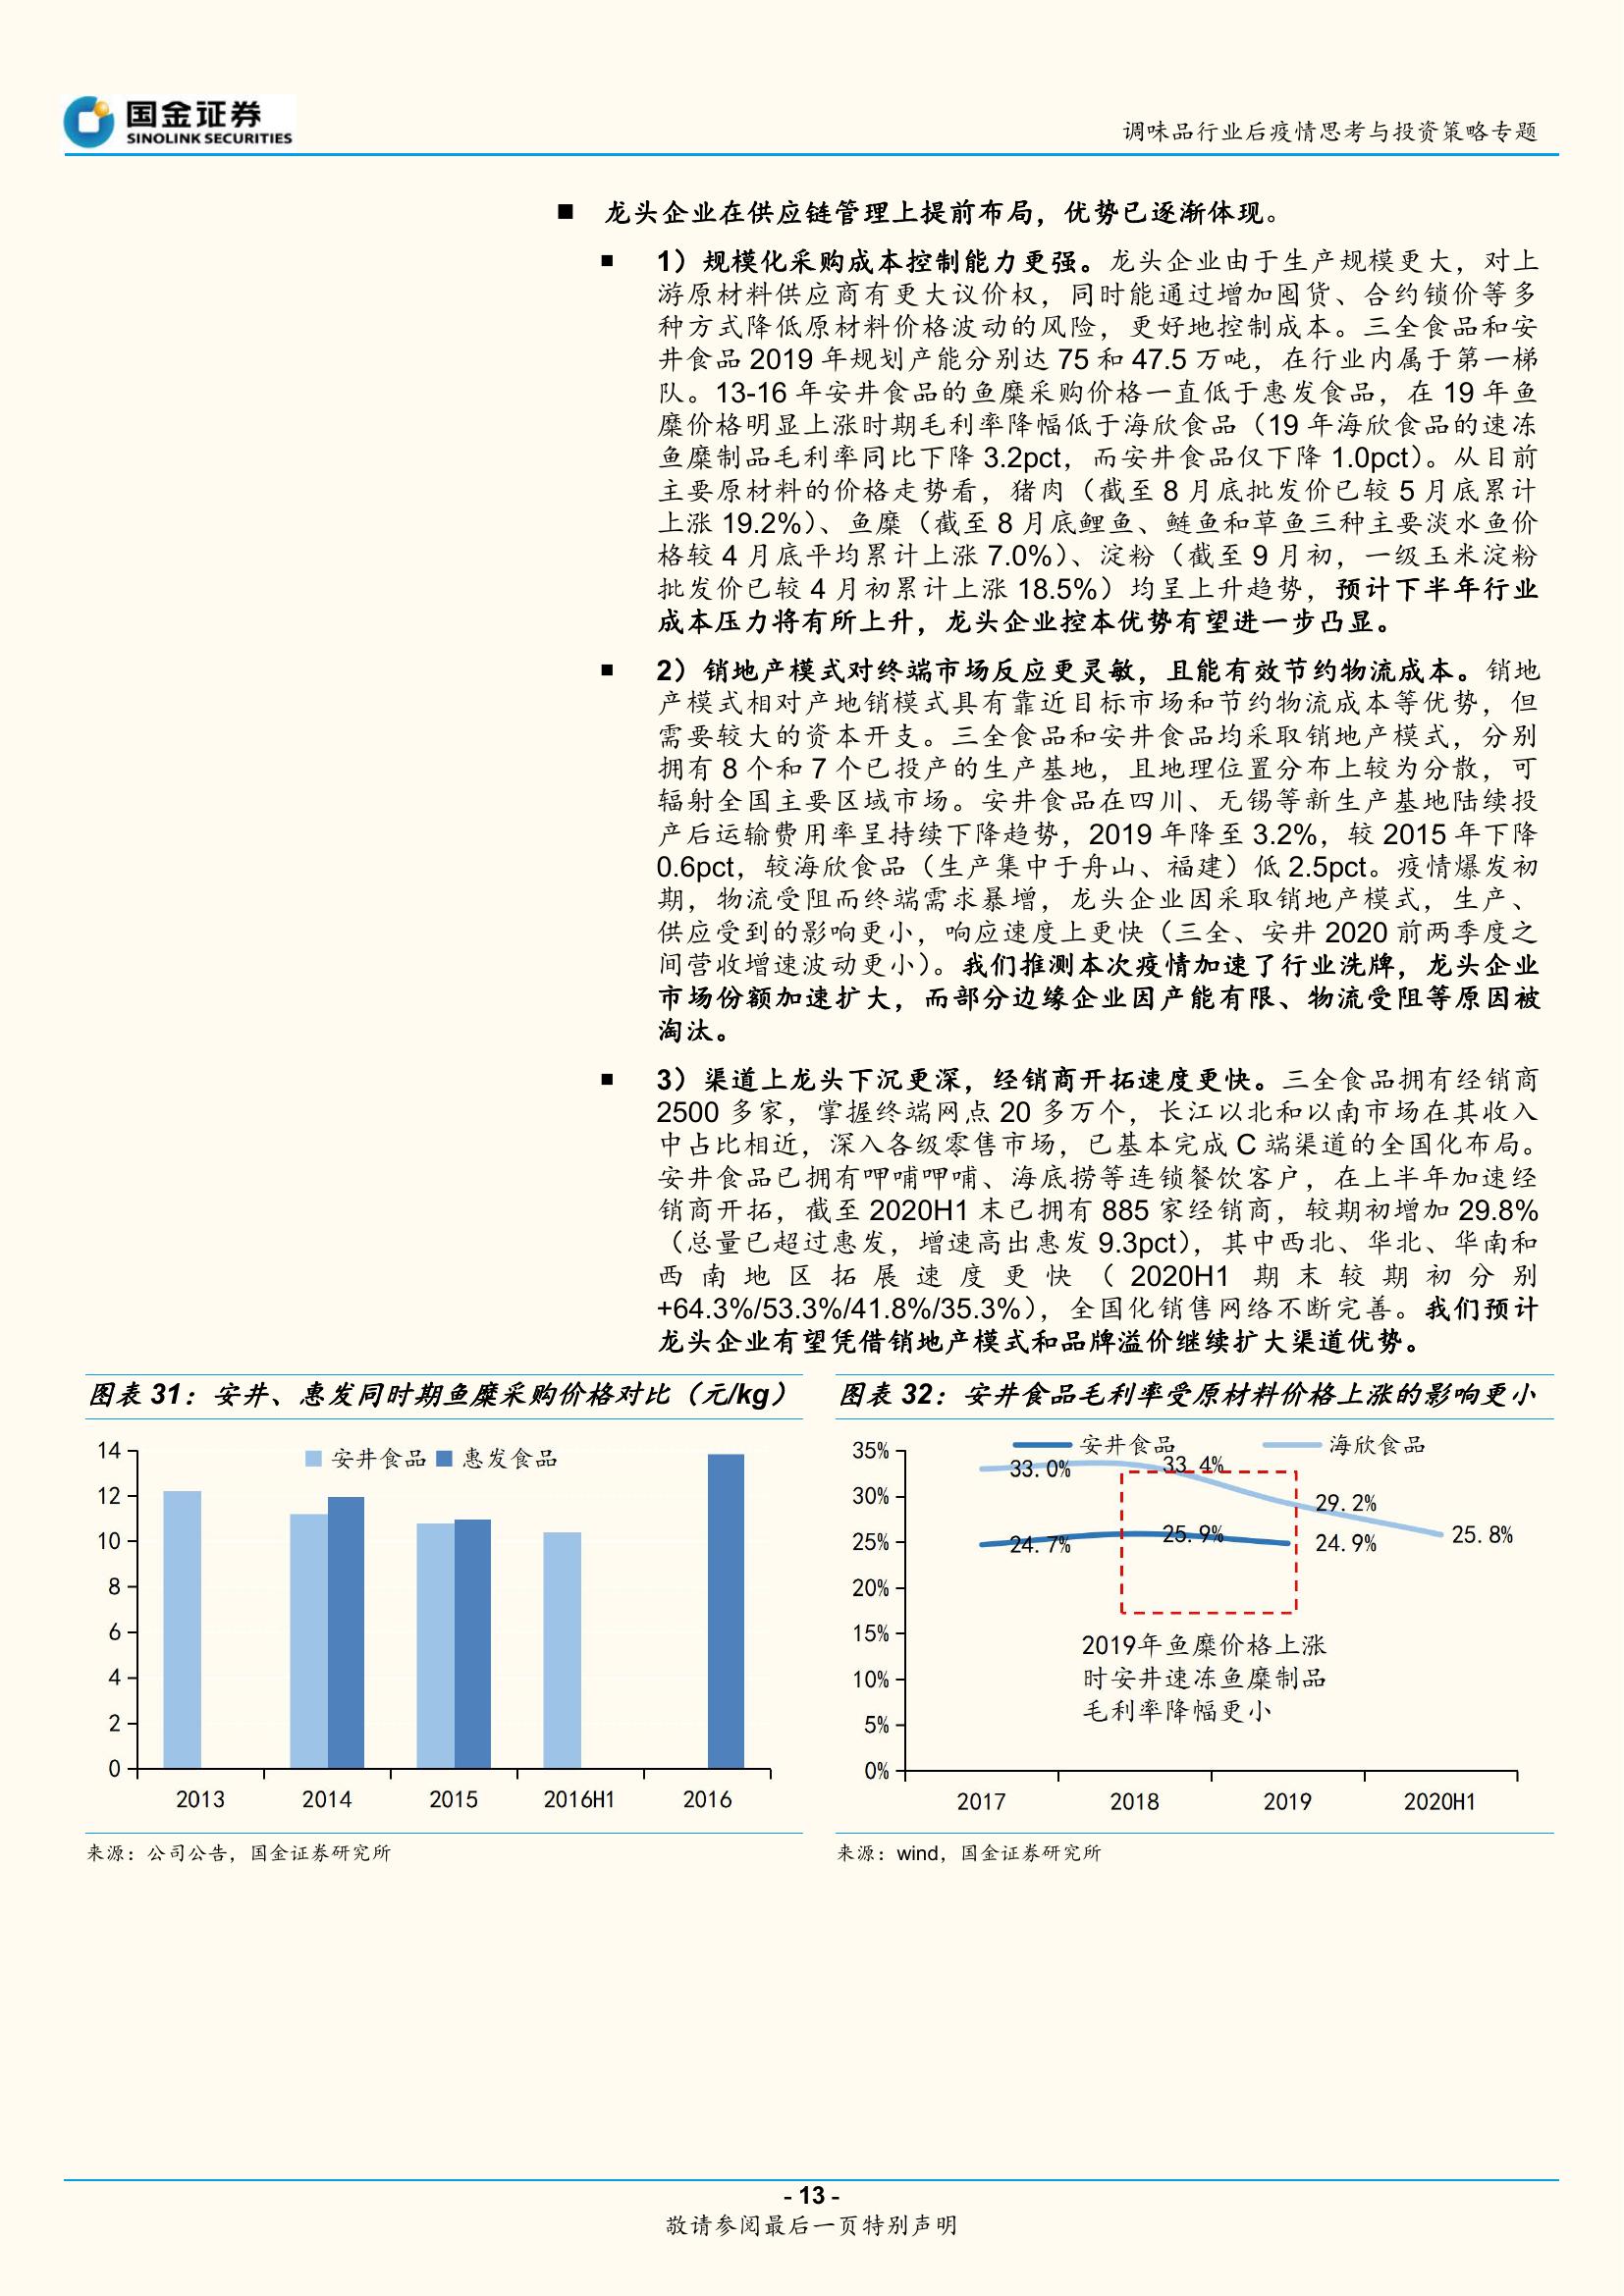 国金证券
SINOLINK SECURITIES
调味品行业后疫情思考与投资策略专题
■ 龙头企业在供应链管理上提前布局，优势已逐渐体现。
■ 1）规模化采购成本控制能力更强。龙头企业由于生产规模更大，对上
游原材料供应商有更大议价权，同时能通过增加囤货、合约锁价等多
种方式降低原材料价格波动的风险，更好地控制成本。三全食品和安
井食品 2019 年规划产能分别达 75 和 47.5 万吨，在行业内属于第一梯
队。13-16 年安井食品的鱼糜采购价格一直低于惠发食品，在 19 年鱼
糜价格明显上涨时期毛利率降幅低于海欣食品（19 年海欣食品的速冻
鱼糜制品毛利率同比下降 3.2pct，而安井食品仅下降 1.0pct）。从目前
主要原材料的价格走势看，猪肉（截至 8 月底批发价已较 5 月底累计
上涨 19.2%）、鱼糜（截至 8 月底鲤鱼、鲢鱼和草鱼三种主要淡水鱼价
格较 4 月底平均累计上涨 7.0%）、淀粉（截至 9 月初，一级玉米淀粉
批发价已较 4 月初累计上涨 18.5%）均呈上升趋势，预计下半年行业
成本压力将有所上升，龙头企业控本优势有望进一步凸显。
■ 2）销地产模式对终端市场反应更灵敏，且能有效节约物流成本。销地
产模式相对产地销模式具有靠近目标市场和节约物流成本等优势，但
需要较大的资本开支。三全食品和安井食品均采取销地产模式，分别
拥有 8 个和 7 个已投产的生产基地，且地理位置分布上较为分散，可
辐射全国主要区域市场。安井食品在四川、无锡等新生产基地陆续投
产后运输费用率呈持续下降趋势，2019 年降至 3.2%，较 2015 年下降
0.6pct，较海欣食品（生产集中于舟山、福建）低 2.5pct。疫情爆发初
期，物流受阻而终端需求暴增，龙头企业因采取销地产模式，生产、
供应受到的影响更小，响应速度上更快（三全、安井 2020 前两季度之
间营收增速波动更小）。我们推测本次疫情加速了行业洗牌，龙头企业
市场份额加速扩大，而部分边缘企业因产能有限、物流受阻等原因被
淘汰。
■ 3）渠道上龙头下沉更深，经销商开拓速度更快。三全食品拥有经销商
2500 多家，掌握终端网点 20 多万个，长江以北和以南市场在其收入
中占比相近，深入各级零售市场，已基本完成 C 端渠道的全国化布局。
安井食品已拥有呷哺呷哺、海底捞等连锁餐饮客户，在上半年加速经
销商开拓，截至 2020H1 末已拥有 885 家经销商，较期初增加 29.8%
（总量已超过惠发，增速高出惠发 9.3pct），其中西北、华北、华南和
西南地区拓展速度更快（2020H1 期末较期初分别
+64.3%/53.3%/41.8%/35.3%），全国化销售网络不断完善。我们预计
龙头企业有望凭借销地产模式和品牌溢价继续扩大渠道优势。
图表 31：安井、惠发同时期鱼糜采购价格对比（元/kg）
安井食品 惠发食品
14
12
10
8
6
4
2
0
2013 2014 2015 2016H1 2016
来源：公司公告，国金证券研究所
图表 32：安井食品毛利率受原材料价格上涨的影响更小
安井食品 海欣食品
35%
30%
25%
20%
15%
10%
5%
0%
33.0% 33.4% 29.2% 25.8%
24.7% 25.9% 24.9%
2019年鱼糜价格上涨
时安井速冻鱼糜制品
毛利率降幅更小
2017 2018 2019 2020H1
来源：wind，国金证券研究所
- 13 -
敬请参阅最后一页特别声明